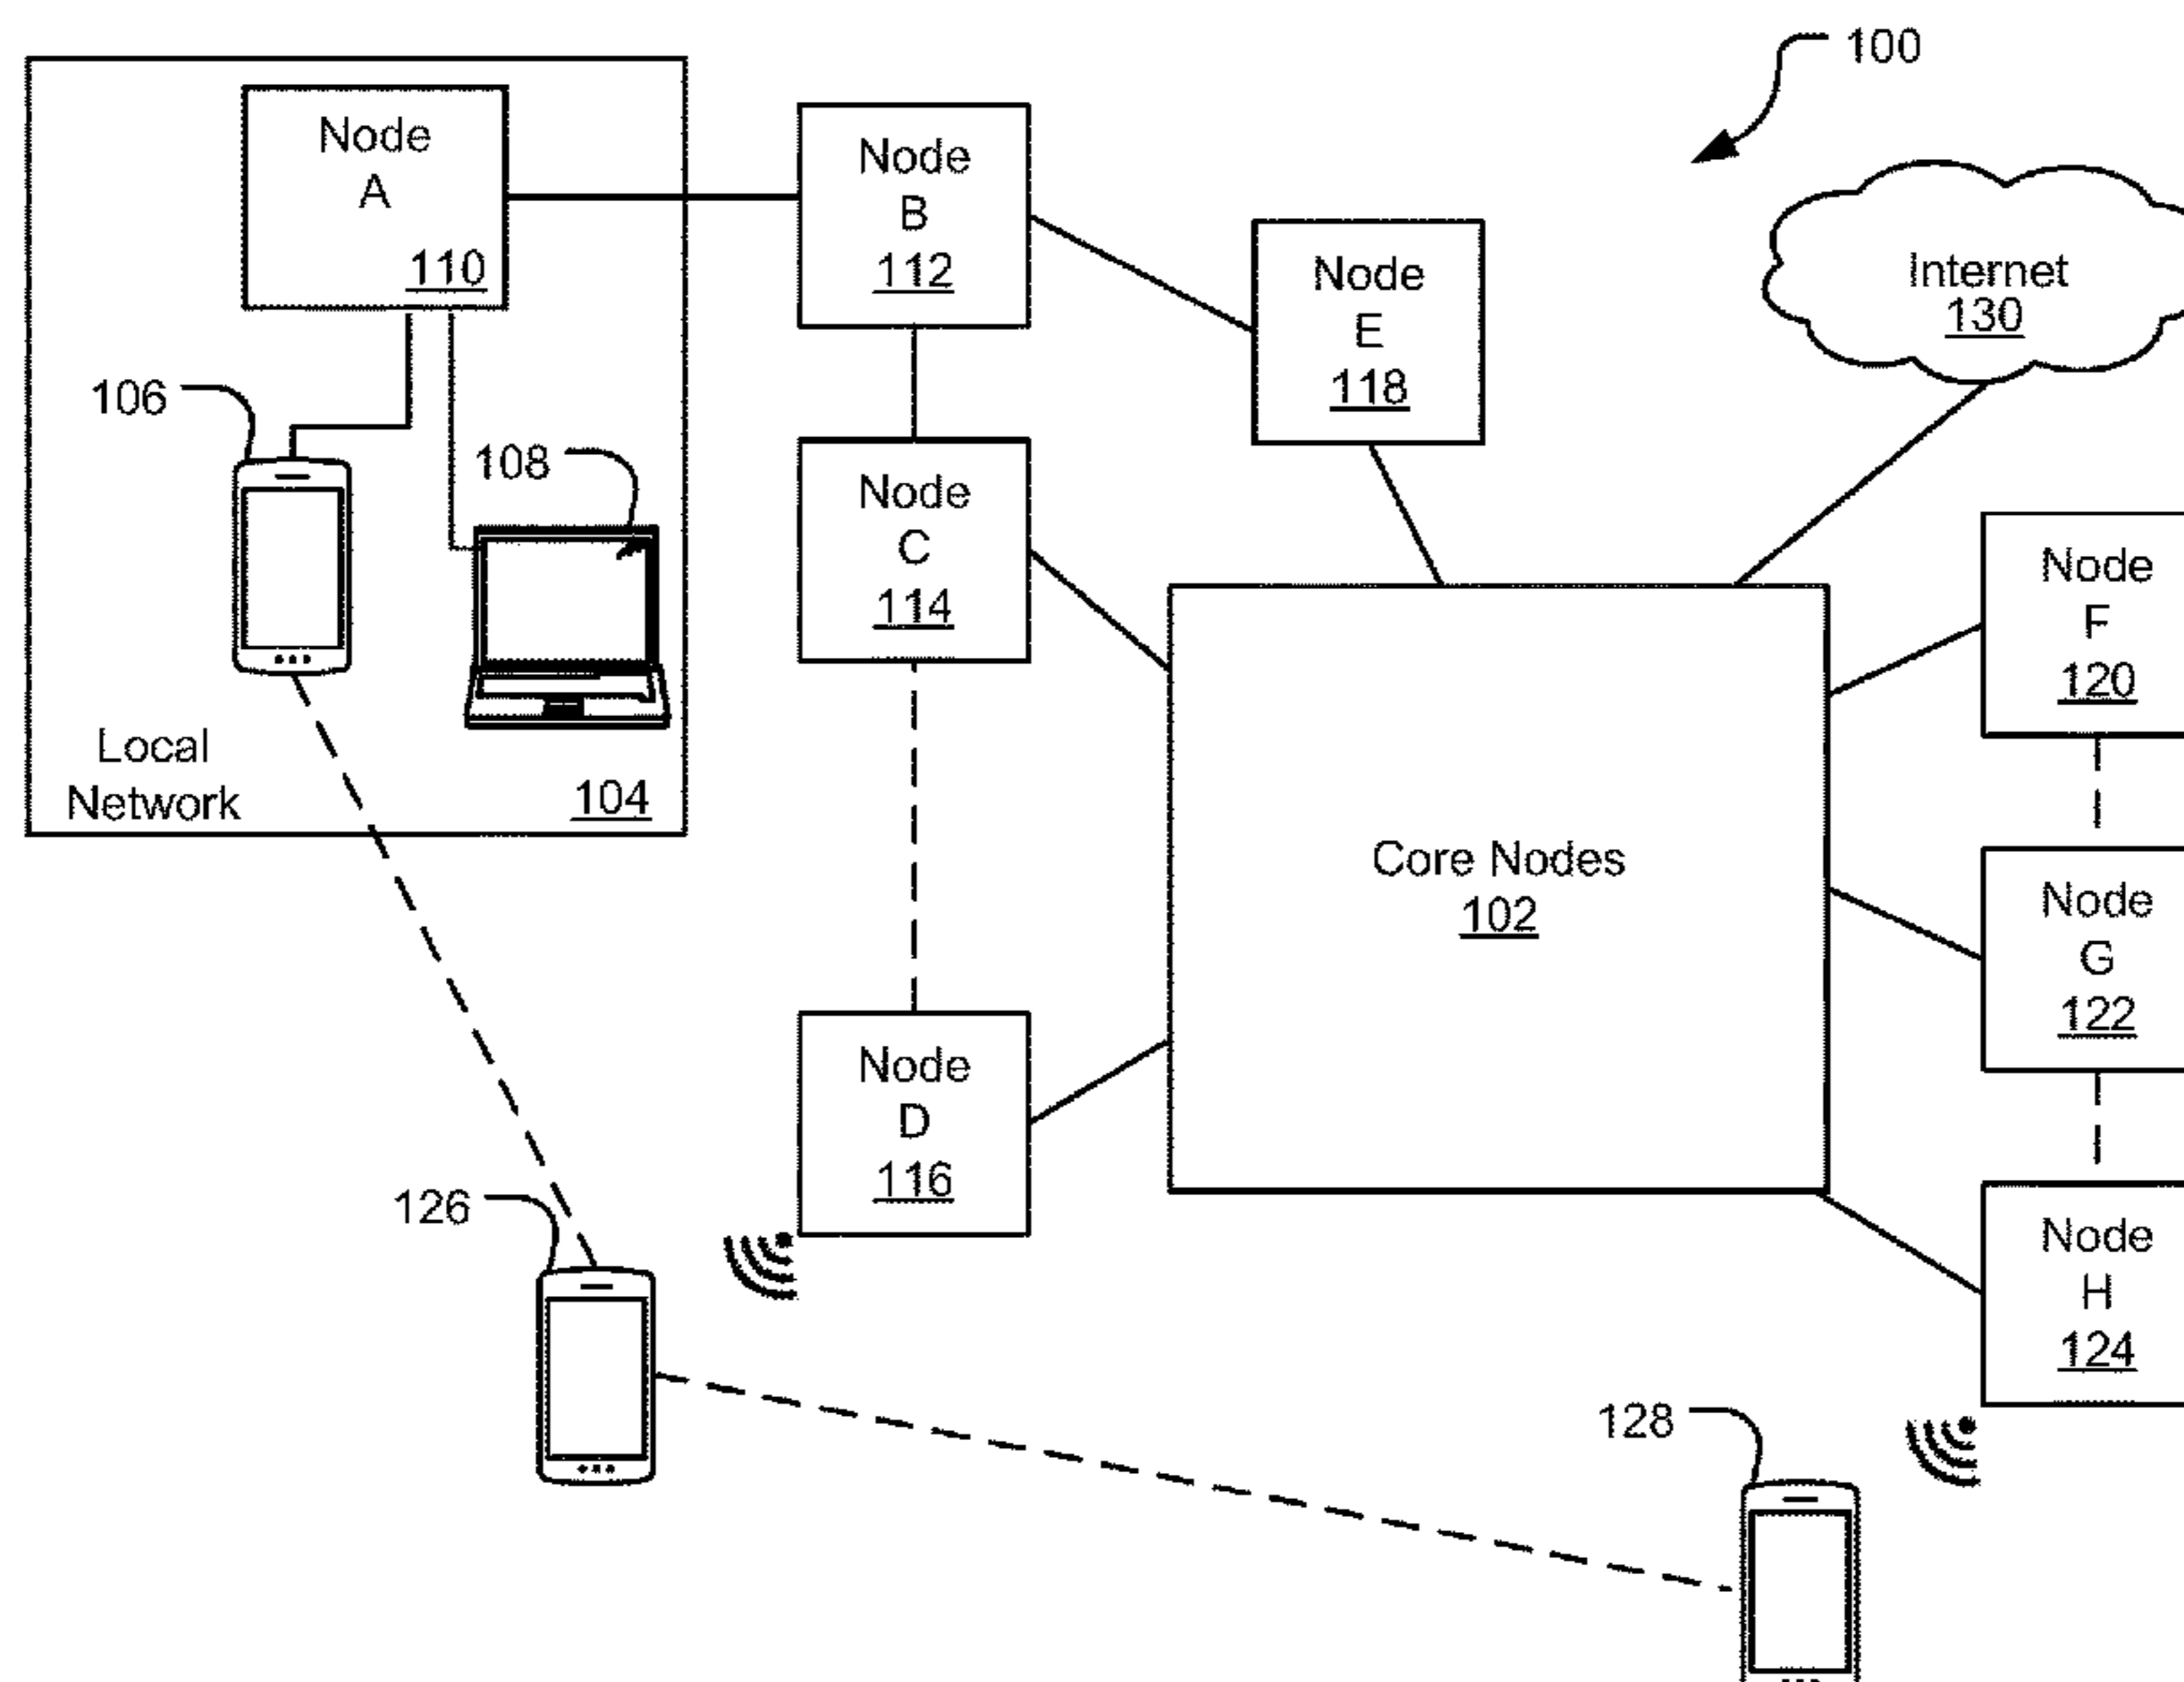 100
Node
A
110
Node
B
112
Node
E
118
Internet
130
106
108
Node
C
114
Node
F
120
Local
Network
104
Core Nodes
102
Node
G
122
Node
D
116
126
Node
H
124
128